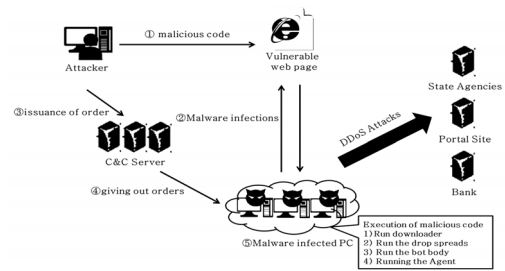 ① malicious code
Attacker
Vulnerable
web page
State Agencies
③issuance of order
②Malware infections
DDoS Attacks
Portal Site
C&C Server
④giving out orders
Bank
⑤Malware infected PC
Execution of malicious code
1) Run downloader
2) Run the drop spreads
3) Run the bot body
4) Running the Agent